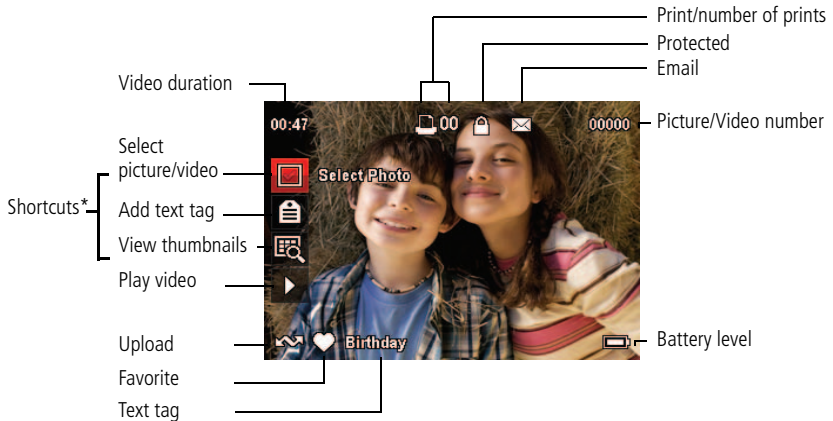 Print/number of prints
Protected
Email
Video duration
00:47
00
00000
Picture/Video number
Select
picture/video
Select Photo
Shortcuts*
Add text tag
View thumbnails
Play video
Upload
Birthday
Battery level
Favorite
Text tag